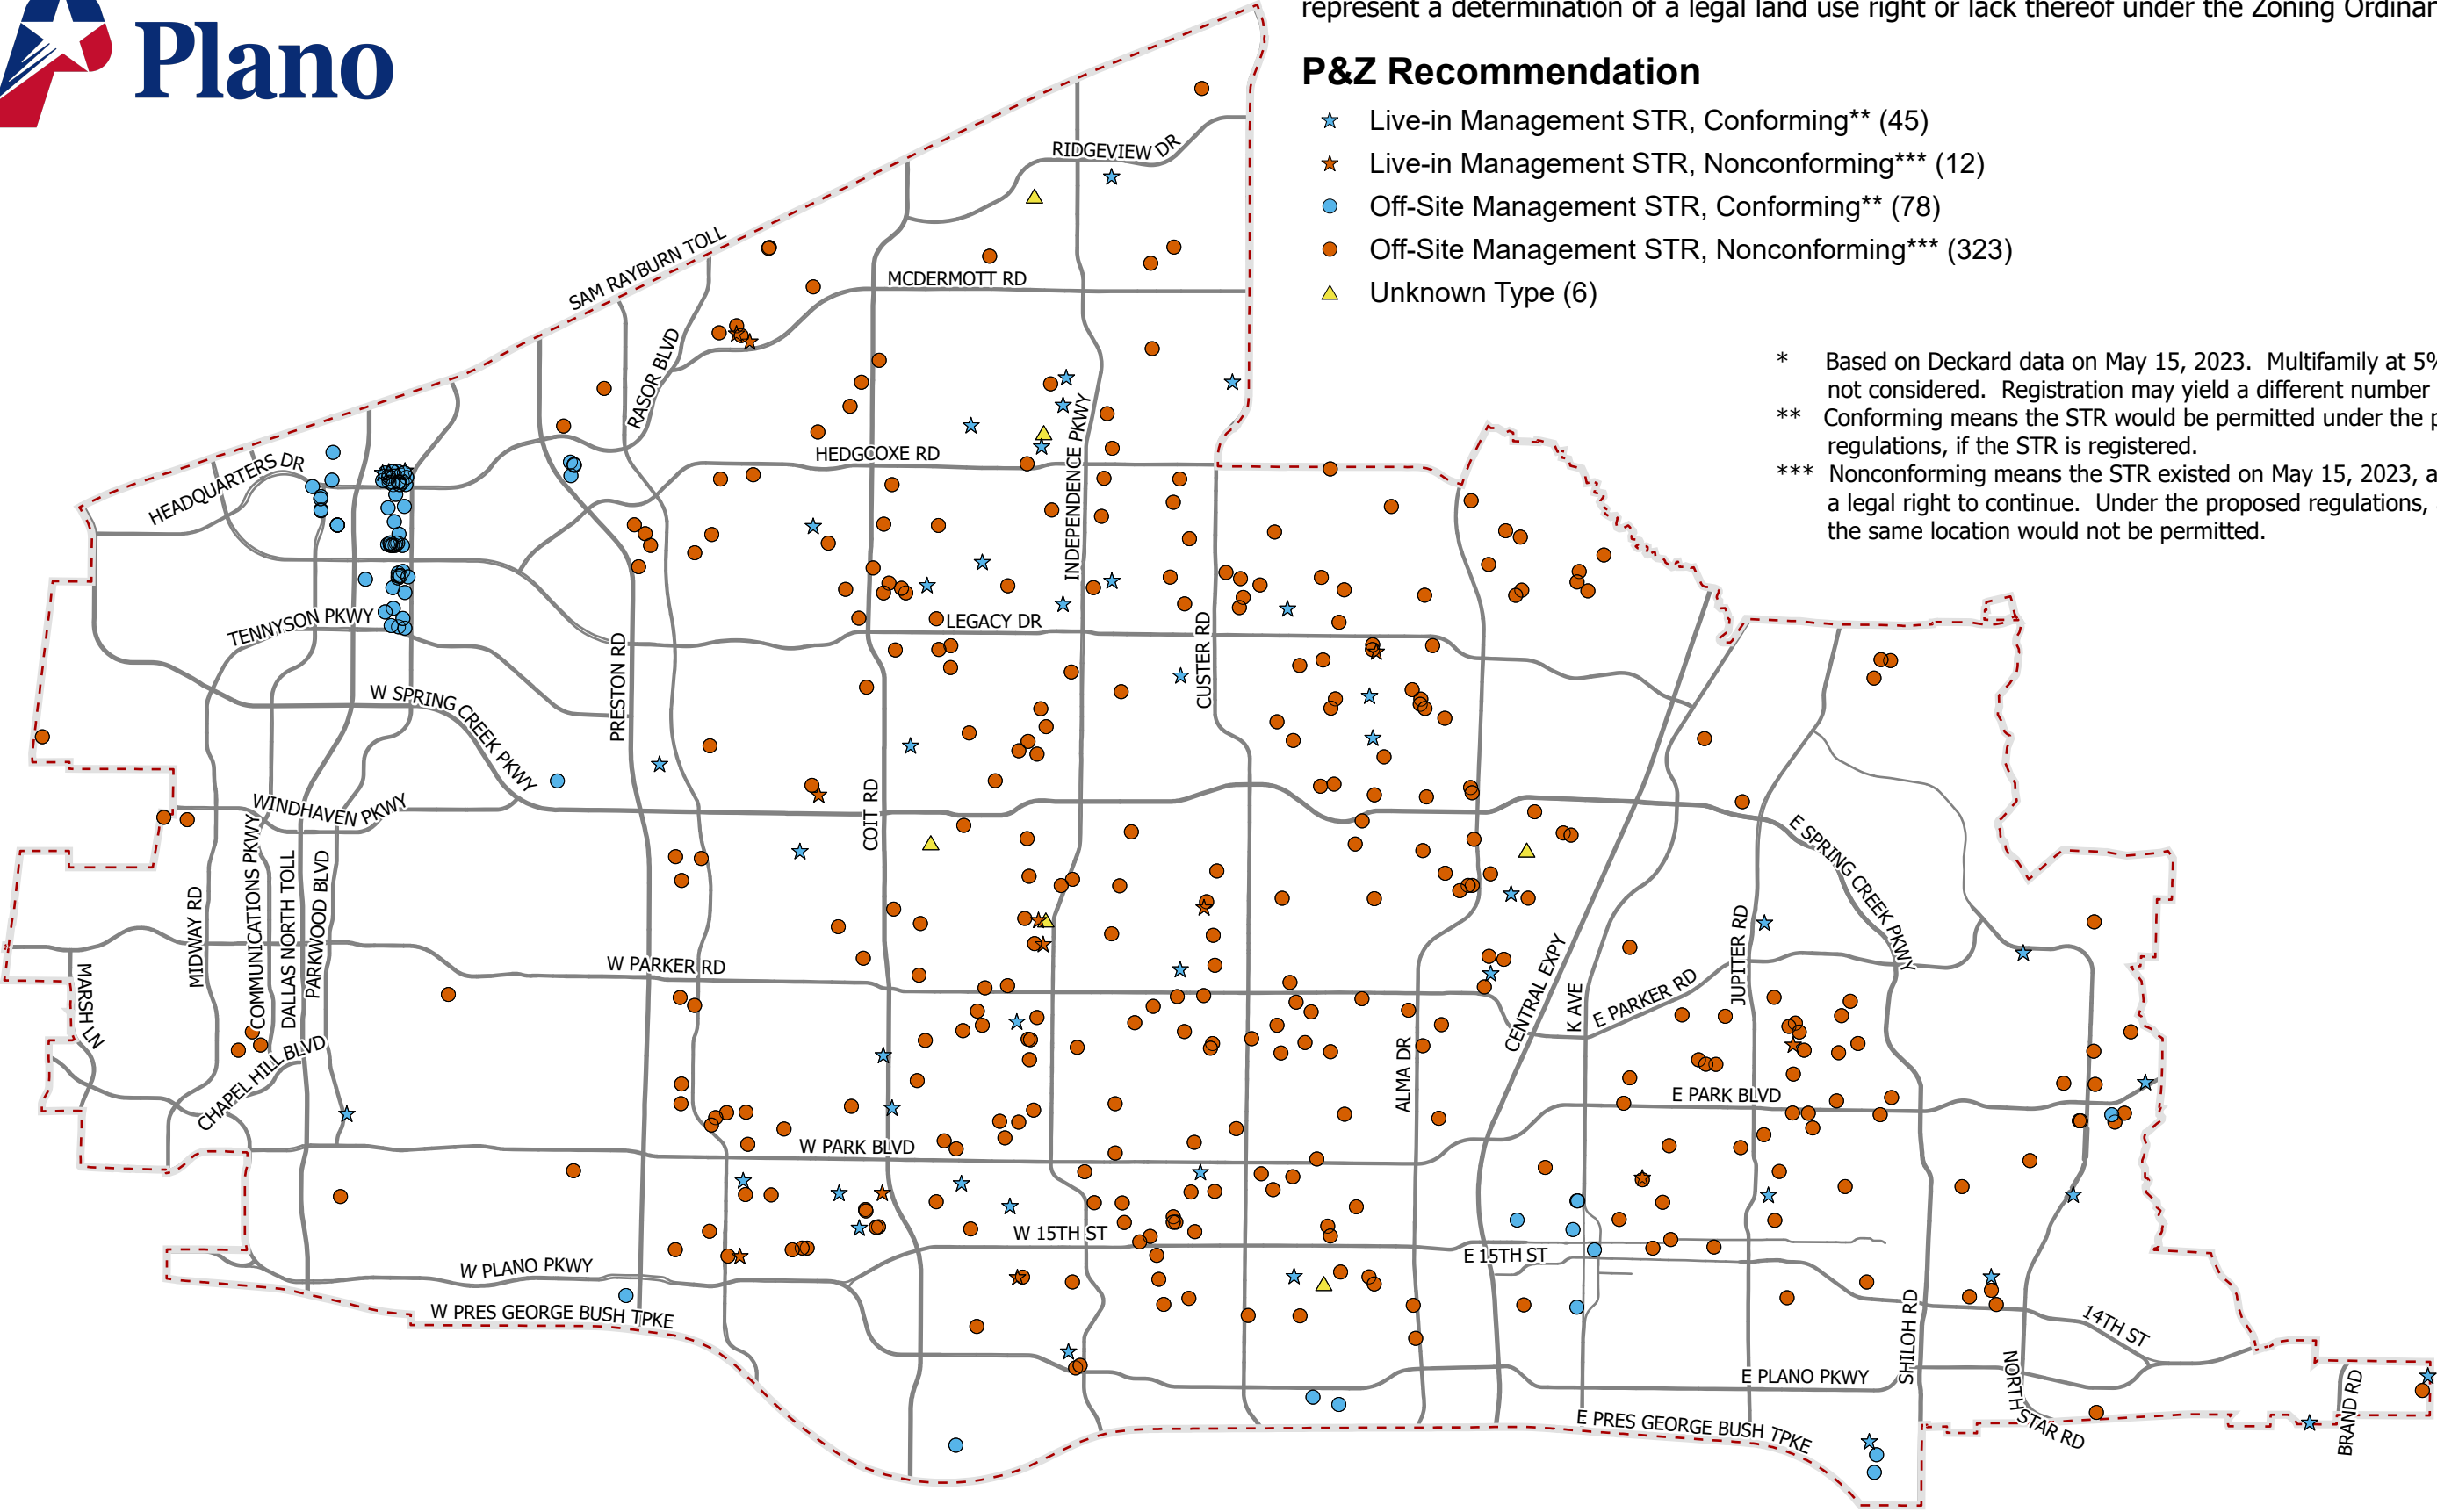 Plano
represent a determination of a legal land use right or lack thereof under the Zoning
P&Z Recommendation
Live-in Management STR, Conforming** (45)
Live-in Management STR, Nonconforming*** (12)
Off-Site Management STR, Conforming** (78)
Off-Site Management STR, Nonconforming*** (323)
Unknown Type (6)
* Based on Deckard data on May 15, 2023. Multifamily at 5%
not considered. Registration may yield a different number
** Conforming means the STR would be permitted under the
regulations, if the STR is registered.
*** Nonconforming means the STR existed on May 15, 2023,
a legal right to continue. Under the proposed regulations,
the same location would not be permitted.
RIDGEVIEW DR
SAM RAYBURN TOLL
MCDERMOTT RD
RASOR BLVD
HEADQUARTERS DR
HEDGCOXE RD
INDEPENDENCE PKWY
TENNYSON PKWY
LEGACY DR
CUSTER RD
PRESTON RD
W SPRING CREEK PKWY
COIT RD
WINDHAVEN PKWY
E SPRING CREEK PKWY
MIDWAY RD
COMMUNICATIONS PKWY
DALLAS NORTH TOLL
PARKWOOD BLVD
MARSH LN
W PARKER RD
CENTRAL EXPY
K AVE
E PARKER RD
JUPITER RD
CHAPEL HILL BLVD
ALMA DR
E PARK BLVD
W PARK BLVD
W 15TH ST
E 15TH ST
W PLANO PKWY
W PRES GEORGE BUSH TPKE
SHILOH RD
14TH ST
E PLANO PKWY
NORTH STAR RD
BRAND RD
E PRES GEORGE BUSH TPKE